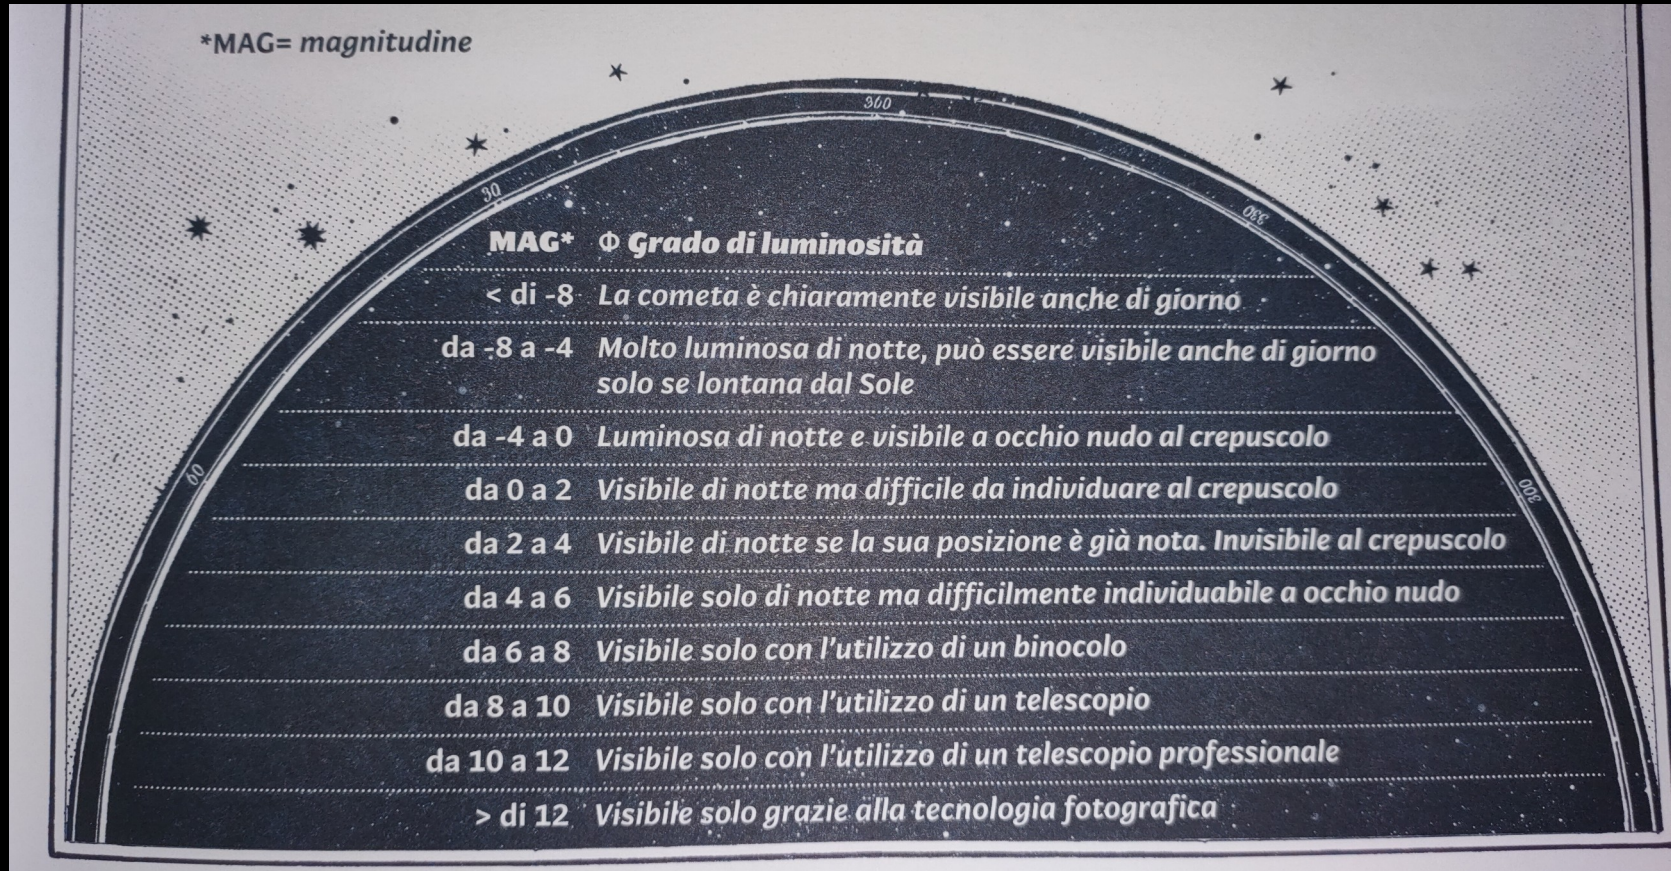 *MAG= magnitudine
360
30
330
MAG* Φ Grado di luminosità
< di -8 La cometa è chiaramente visibile anche di giorno
da -8 a -4 Molto luminosa di notte, può essere visibile anche di giorno
solo se lontana dal Sole
da -4 a 0 Luminosa di notte e visibile a occhio nudo al crepuscolo
60
da 0 a 2 Visibile di notte ma difficile da individuare al crepuscolo
300
da 2 a 4 Visibile di notte se la sua posizione è già nota. Invisibile al crepuscolo
da 4 a 6 Visibile solo di notte ma difficilmente individuabile a occhio nudo
da 6 a 8 Visibile solo con l'utilizzo di un binocolo
da 8 a 10 Visibile solo con l'utilizzo di un telescopio
da 10 a 12 Visibile solo con l'utilizzo di un telescopio professionale
> di 12 Visibile solo grazie alla tecnologia fotografica